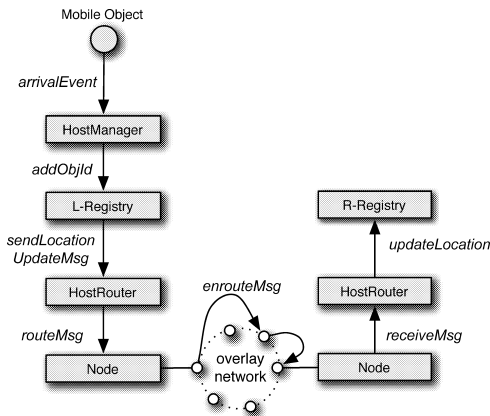 Mobile Object
arrivalEvent
HostManager
addObjId
L-Registry
sendLocation
UpdateMsg
HostRouter
routeMsg
Node
enrouteMsg
overlay
network
R-Registry
updateLocation
HostRouter
receiveMsg
Node